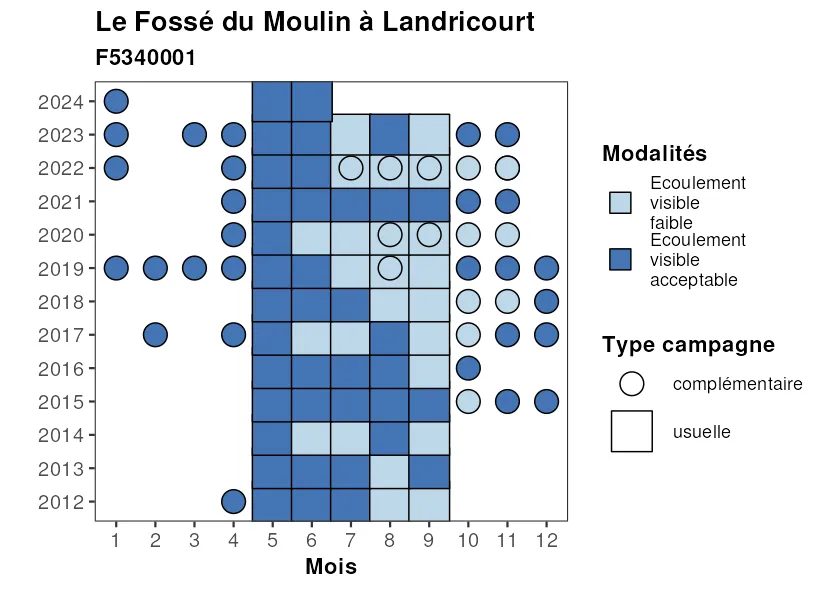 Le Fossé du Moulin à Landricourt
F5340001
2024
2023
2022
2021
2020
2019
2018
2017
2016
2015
2014
2013
2012
1 2 3 4 5 6 7 8 9 10 11 12
Mois
Modalités
Ecoulement
visible
faible
Ecoulement
visible
acceptable
Type campagne
complémentaire
usuelle